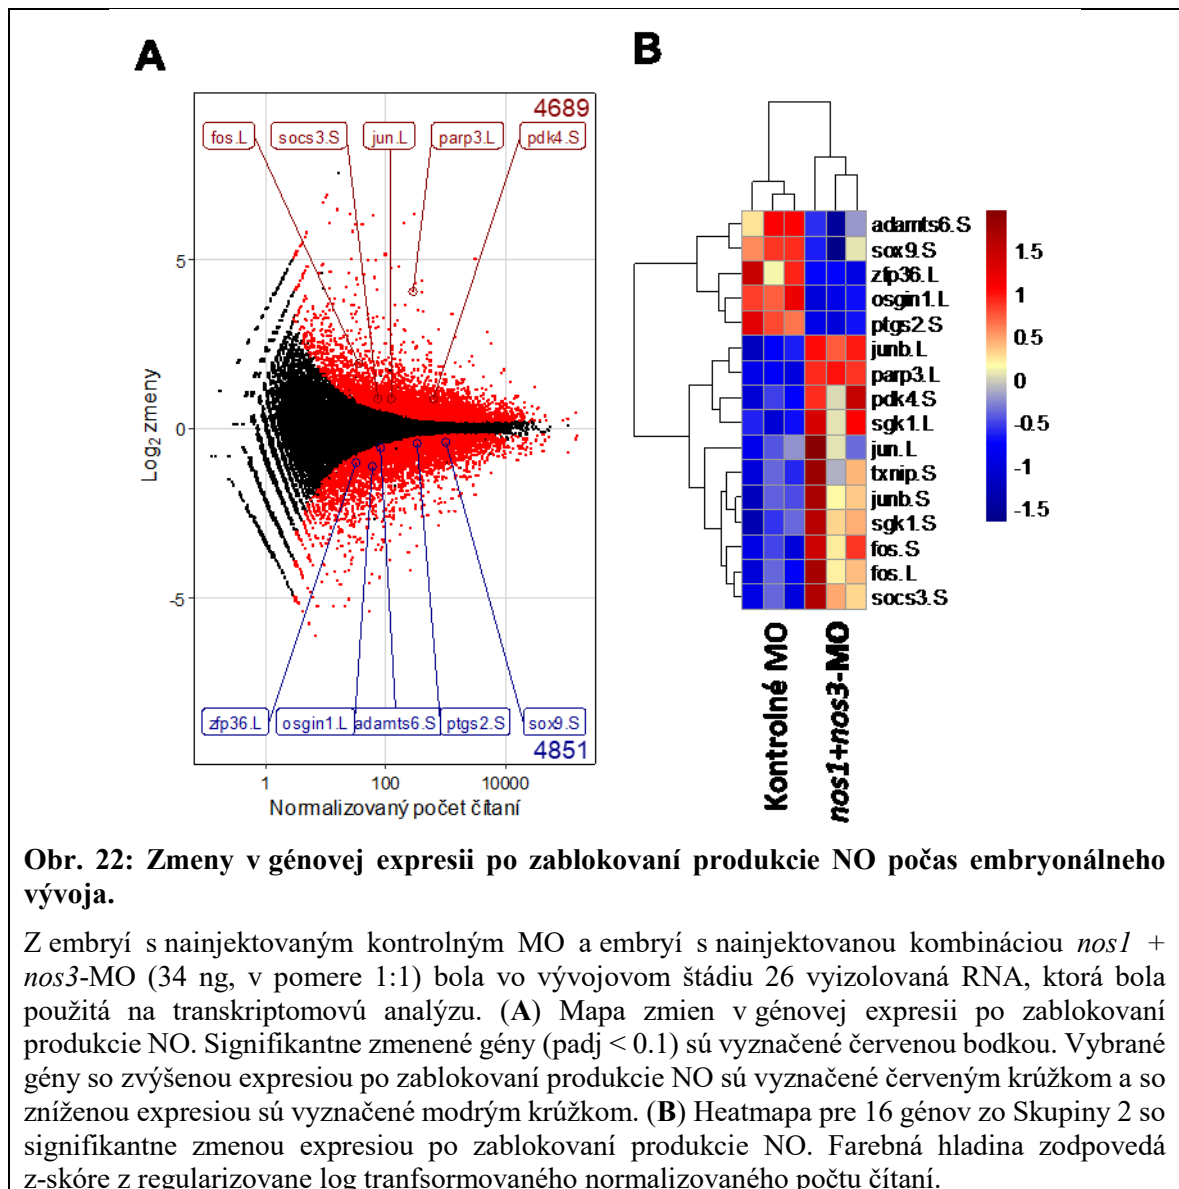 A
B
4689
fos.L
socs3.S
jun.L
parp3.L
pdk4.S
5
0
-5
Log2 zmeny
zfp36.L
osgin1.L
adamts6.S
ptgs2.S
sox9.S
4851
1
100
10000
Normalizovaný počet čítaní
adamts6.S
sox9.S
zfp36.L
osgin1.L
ptgs2.S
junb.L
parp3.L
pdk4.S
sgk1.L
jun.L
txnip.S
junb.S
sgk1.S
fos.S
fos.L
socs3.S
1.5
1
0.5
0
-0.5
-1
-1.5
Kontrolné MO
nos1+nos3-MO
Obr. 22: Zmeny v génovej expresii po zablokovaní produkcie NO počas embryonálneho
vývoja.
Z embryí s nainjektovaným kontrolným MO a embryí s nainjektovanou kombináciou nos1 +
nos3-MO (34 ng, v pomere 1:1) bola vo vývojovom štádiu 26 vyizolovaná RNA, ktorá bola
použitá na transkriptomovú analýzu. (A) Mapa zmien v génovej expresii po zablokovaní
produkcie NO. Signifikantne zmenené gény (padj < 0.1) sú vyznačené červenou bodkou. Vybrané
gény so zvýšenou expresiou po zablokovaní produkcie NO sú vyznačené červeným krúžkom a so
zníženou expresiou sú vyznačené modrým krúžkom. (B) Heatmapa pre 16 génov zo Skupiny 2 so
signifikantne zmenou expresiou po zablokovaní produkcie NO. Farebná hladina zodpovedá
z-skóre z regularizovane log tranfsormovaného normalizovaného počtu čítaní.